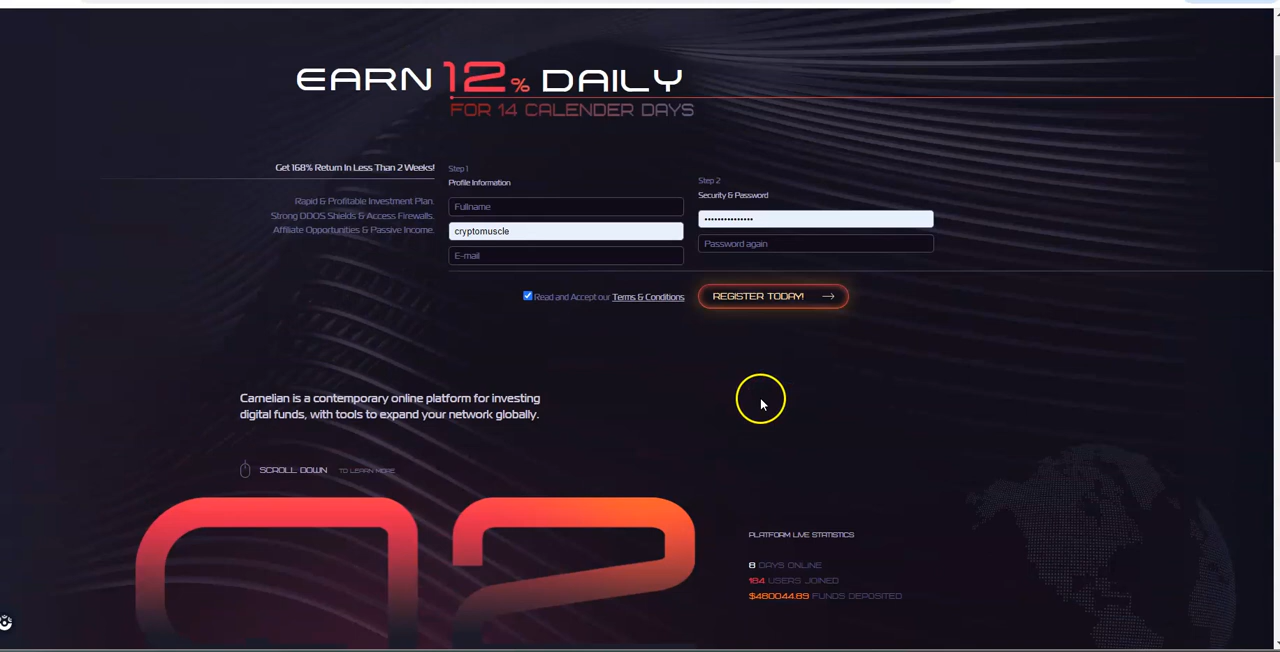 EARN 12% DAILY
FOR 14 CALENDER DAYS
Get 168% Return In Less Than 2 Weeks!
Rapid & Profitable Investment Plan.
Strong DDOS Shields & Access Firewalls.
Affiliate Opportunities & Passive Income.
Step 1
Profile Information
Fullname
cryptomuscle
E-mail
Step 2
Security & Password
•••••••••••••••
Password again
Read and Accept our Terms & Conditions
REGISTER TODAY!
Carnelian is a contemporary online platform for investing
digital funds, with tools to expand your network globally.
SCROLL DOWN TO LEARN MORE
02
PLATFORM LIVE STATISTICS
8 DAYS ONLINE
184 USERS JOINED
$480044.89 FUNDS DEPOSITED